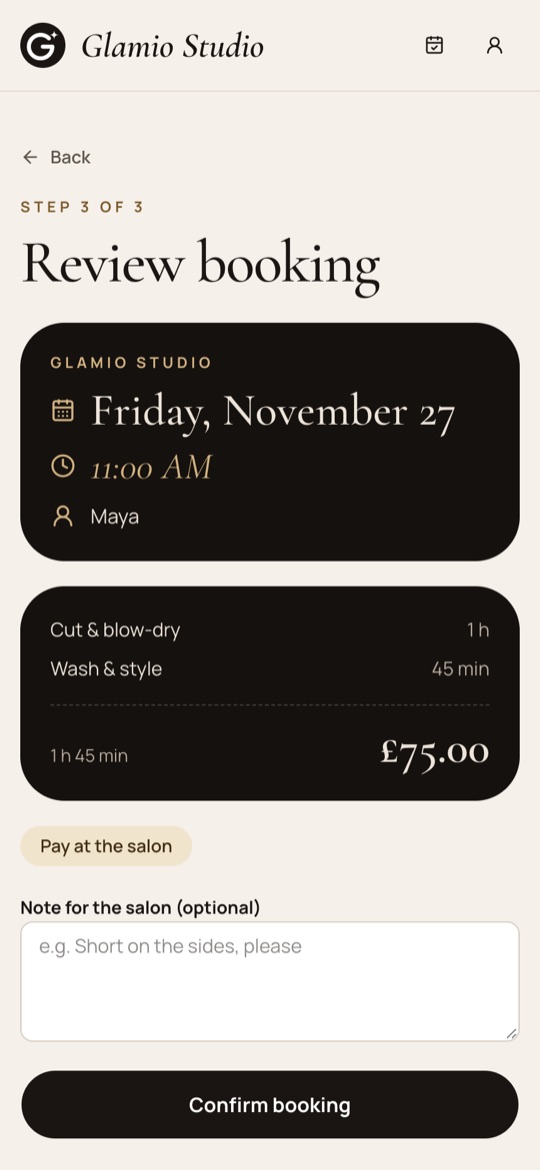 G
Glamio Studio
Back
STEP 3 OF 3
Review booking
GLAMIO STUDIO
Friday, November 27
11:00 AM
Maya
Cut & blow-dry 1 h
Wash & style 45 min
1 h 45 min £75.00
Pay at the salon
Note for the salon (optional)
e.g. Short on the sides, please
Confirm booking